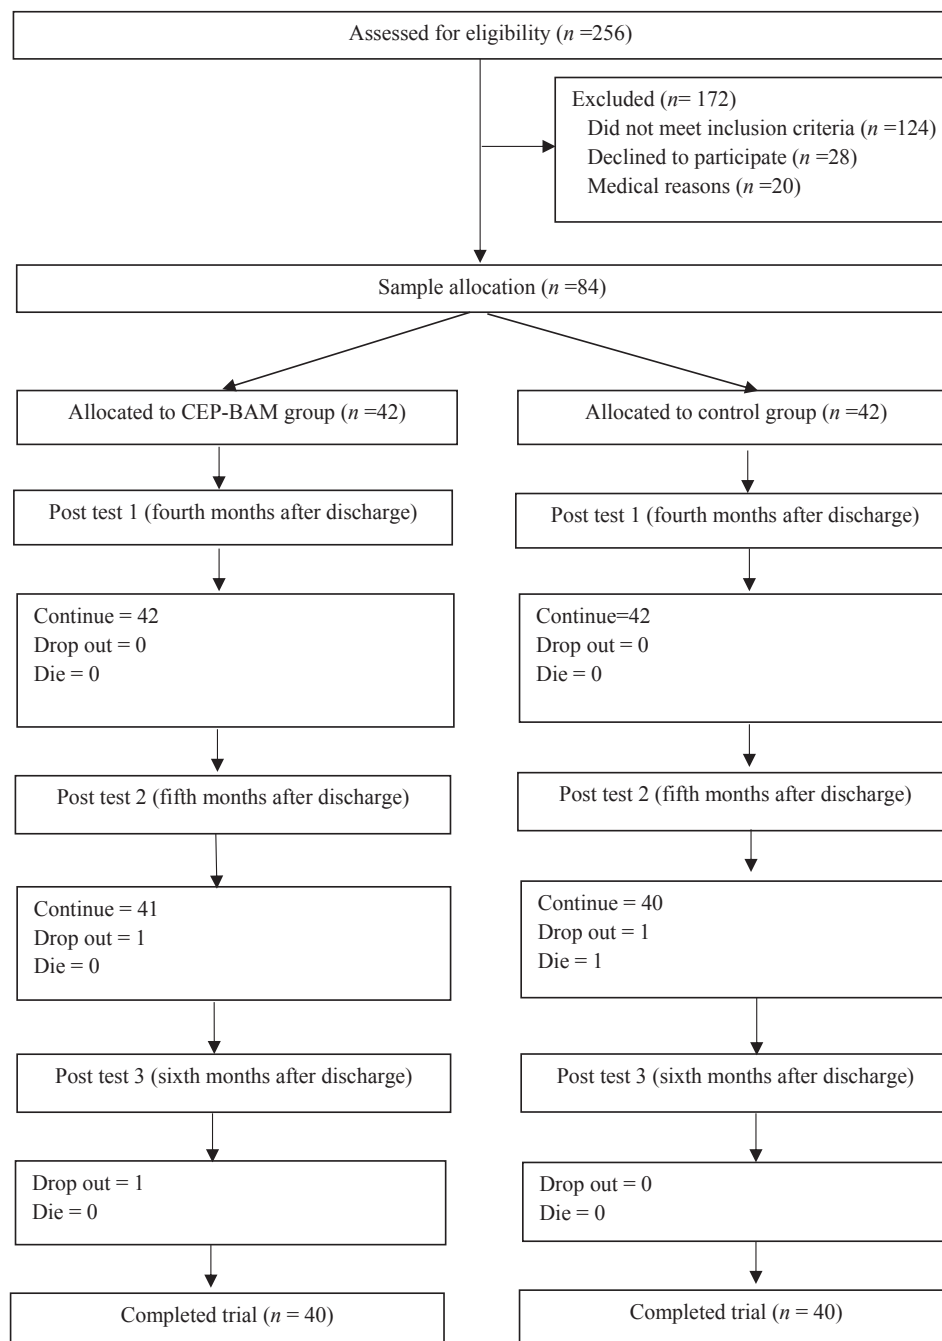 Assessed for eligibility (n =256)
Excluded (n= 172)
Did not meet inclusion criteria (n =124)
Declined to participate (n =28)
Medical reasons (n =20)
Sample allocation (n =84)
Allocated to CEP-BAM group (n =42)
Allocated to control group (n =42)
Post test 1 (fourth months after discharge)
Post test 1 (fourth months after discharge)
Continue = 42
Drop out = 0
Die = 0
Continue=42
Drop out = 0
Die = 0
Post test 2 (fifth months after discharge)
Post test 2 (fifth months after discharge)
Continue = 41
Drop out = 1
Die = 0
Continue = 40
Drop out = 1
Die = 1
Post test 3 (sixth months after discharge)
Post test 3 (sixth months after discharge)
Drop out = 1
Die = 0
Drop out = 0
Die = 0
Completed trial (n = 40)
Completed trial (n = 40)